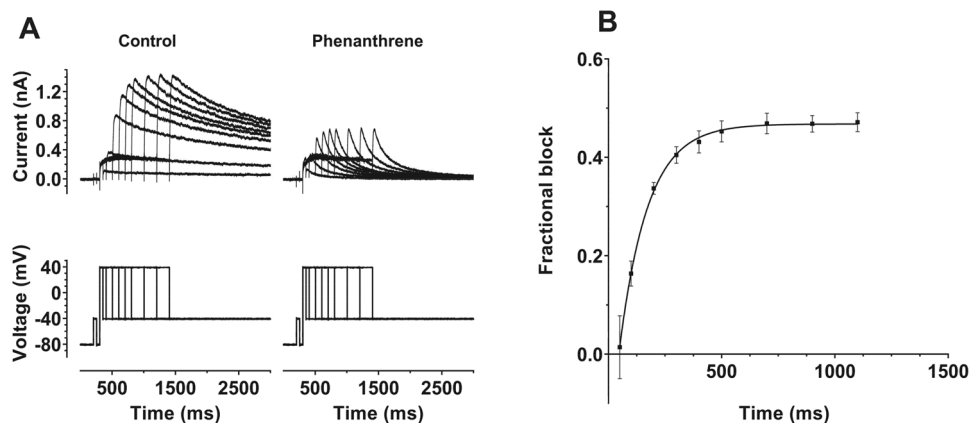 A
B
Control
Phenanthrene
Current (nA)
1.2
0.8
0.4
0.0
Voltage (mV)
40
0
-40
-80
500
1500
2500
Time (ms)
500
1500
2500
Time (ms)
Fractional block
0.6
0.4
0.2
0.0
500
1000
1500
Time (ms)